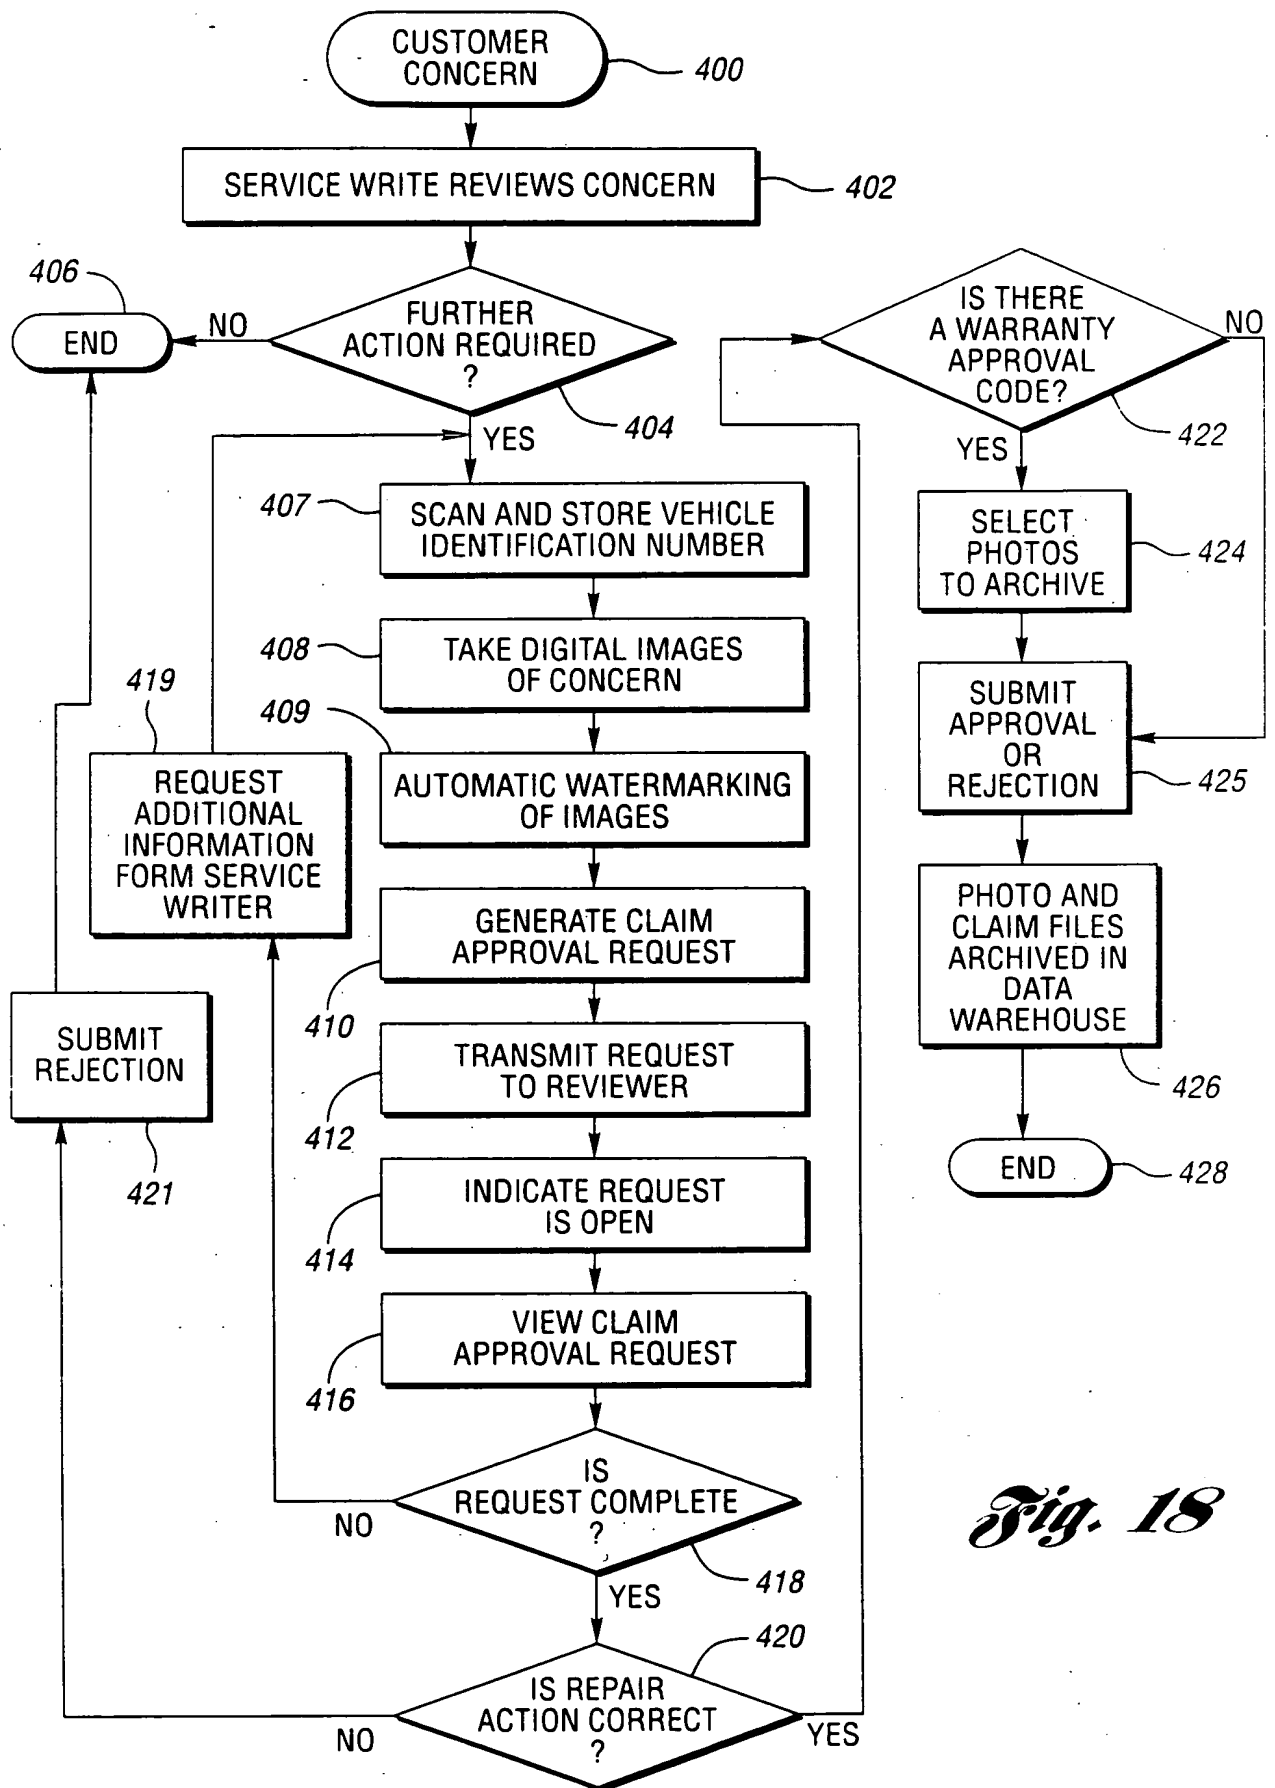 CUSTOMER
CONCERN
400
SERVICE WRITE REVIEWS CONCERN
402
406
END
NO
FURTHER
ACTION REQUIRED
?
404
YES
407
SCAN AND STORE VEHICLE
IDENTIFICATION NUMBER
408
TAKE DIGITAL IMAGES
OF CONCERN
409
AUTOMATIC WATERMARKING
OF IMAGES
419
REQUEST
ADDITIONAL
INFORMATION
FORM SERVICE
WRITER
GENERATE CLAIM
APPROVAL REQUEST
410
SUBMIT
REJECTION
421
TRANSMIT REQUEST
TO REVIEWER
412
INDICATE REQUEST
IS OPEN
414
VIEW CLAIM
APPROVAL REQUEST
416
IS
REQUEST COMPLETE
?
NO
418
YES
420
IS REPAIR
ACTION CORRECT
?
NO
YES
IS THERE
A WARRANTY
APPROVAL
CODE?
NO
422
YES
SELECT
PHOTOS
TO ARCHIVE
424
SUBMIT
APPROVAL
OR
REJECTION
425
PHOTO AND
CLAIM FILES
ARCHIVED IN
DATA
WAREHOUSE
426
END
428
Fig. 18